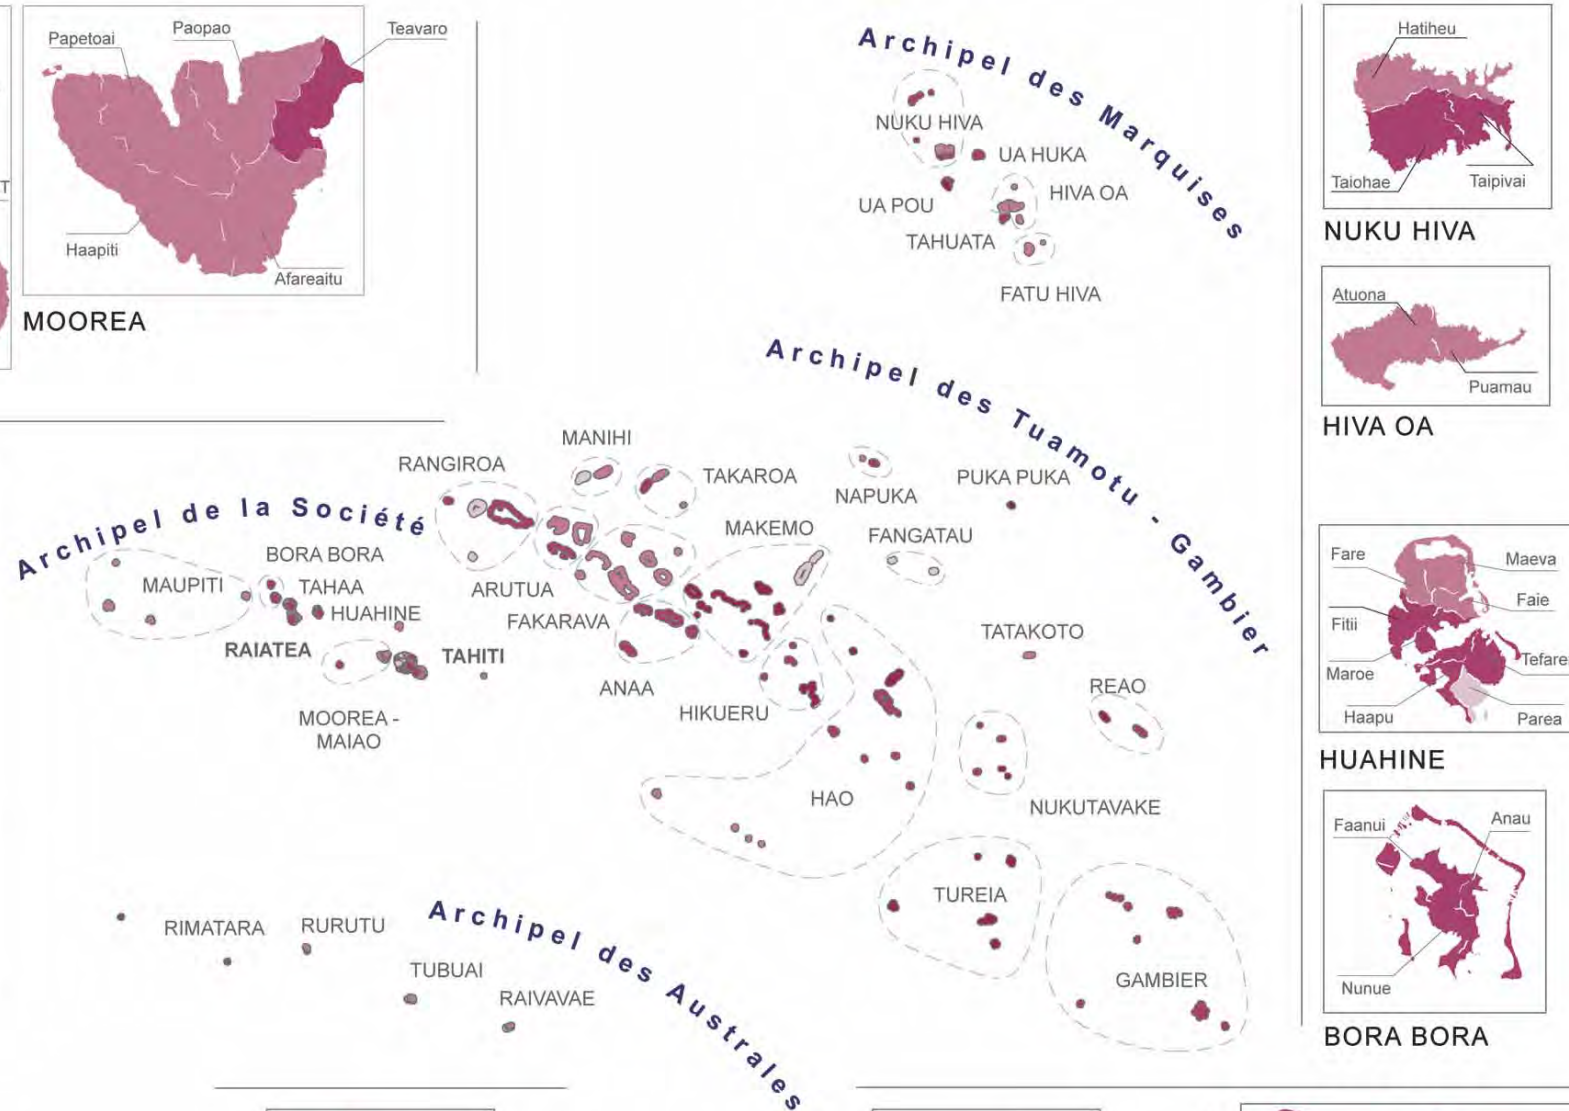 Papetoai
Paopao
Teavaro
Haapiti
Afareaitu
MOOREA
Archipel des Marquises
NUKU HIVA
UA HUKA
HIVA OA
UA POU
TAHUATA
FATU HIVA
Hatiheu
Taiohae
Taipivai
NUKU HIVA
Atuona
Puamau
HIVA OA
Archipel des Tuamotu - Gambier
MANIHI
RANGIROA
TAKAROA
NAPUKA
PUKA PUKA
MAKEMO
FANGATAU
Archipel de la Société
BORA BORA
MAUPITI
TAHAA
HUAHINE
ARUTUA
FAKARAVA
RAIATEA
TAHITI
TATAKOTO
ANAA
REAO
HIKUERU
MOOREA -
MAIAO
HAO
NUKUTAVAKE
Fare
Maeva
Faie
Fitii
Maroe
Tefarer
Haapu
Parea
HUAHINE
TUREIA
GAMBIER
Faanui
Anau
Nunue
BORA BORA
RIMATARA
RURUTU
Archipel des Australes
TUBUAI
RAIVAVAE